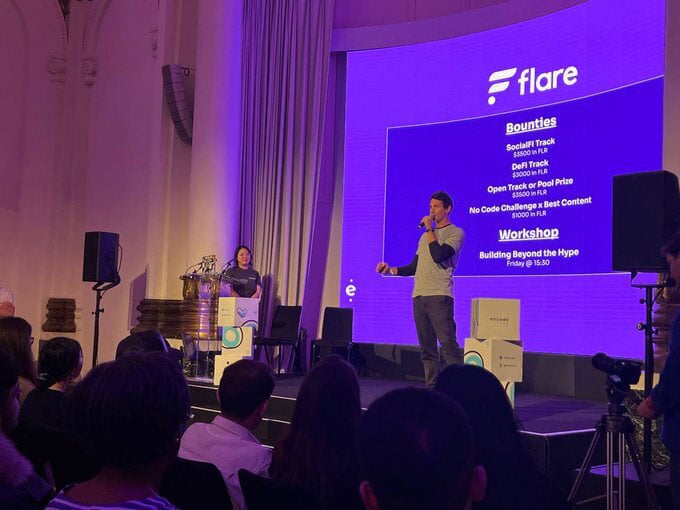 flare
Bounties
SocialFi Track
$3500 in FLR
DeFi Track
$3000 in FLR
Open Track or Pool Prize
$3500 in FLR
No Code Challenge x Best Content
$1000 in FLR
Workshop
Building Beyond the Hype
Friday @ 15:30
encode